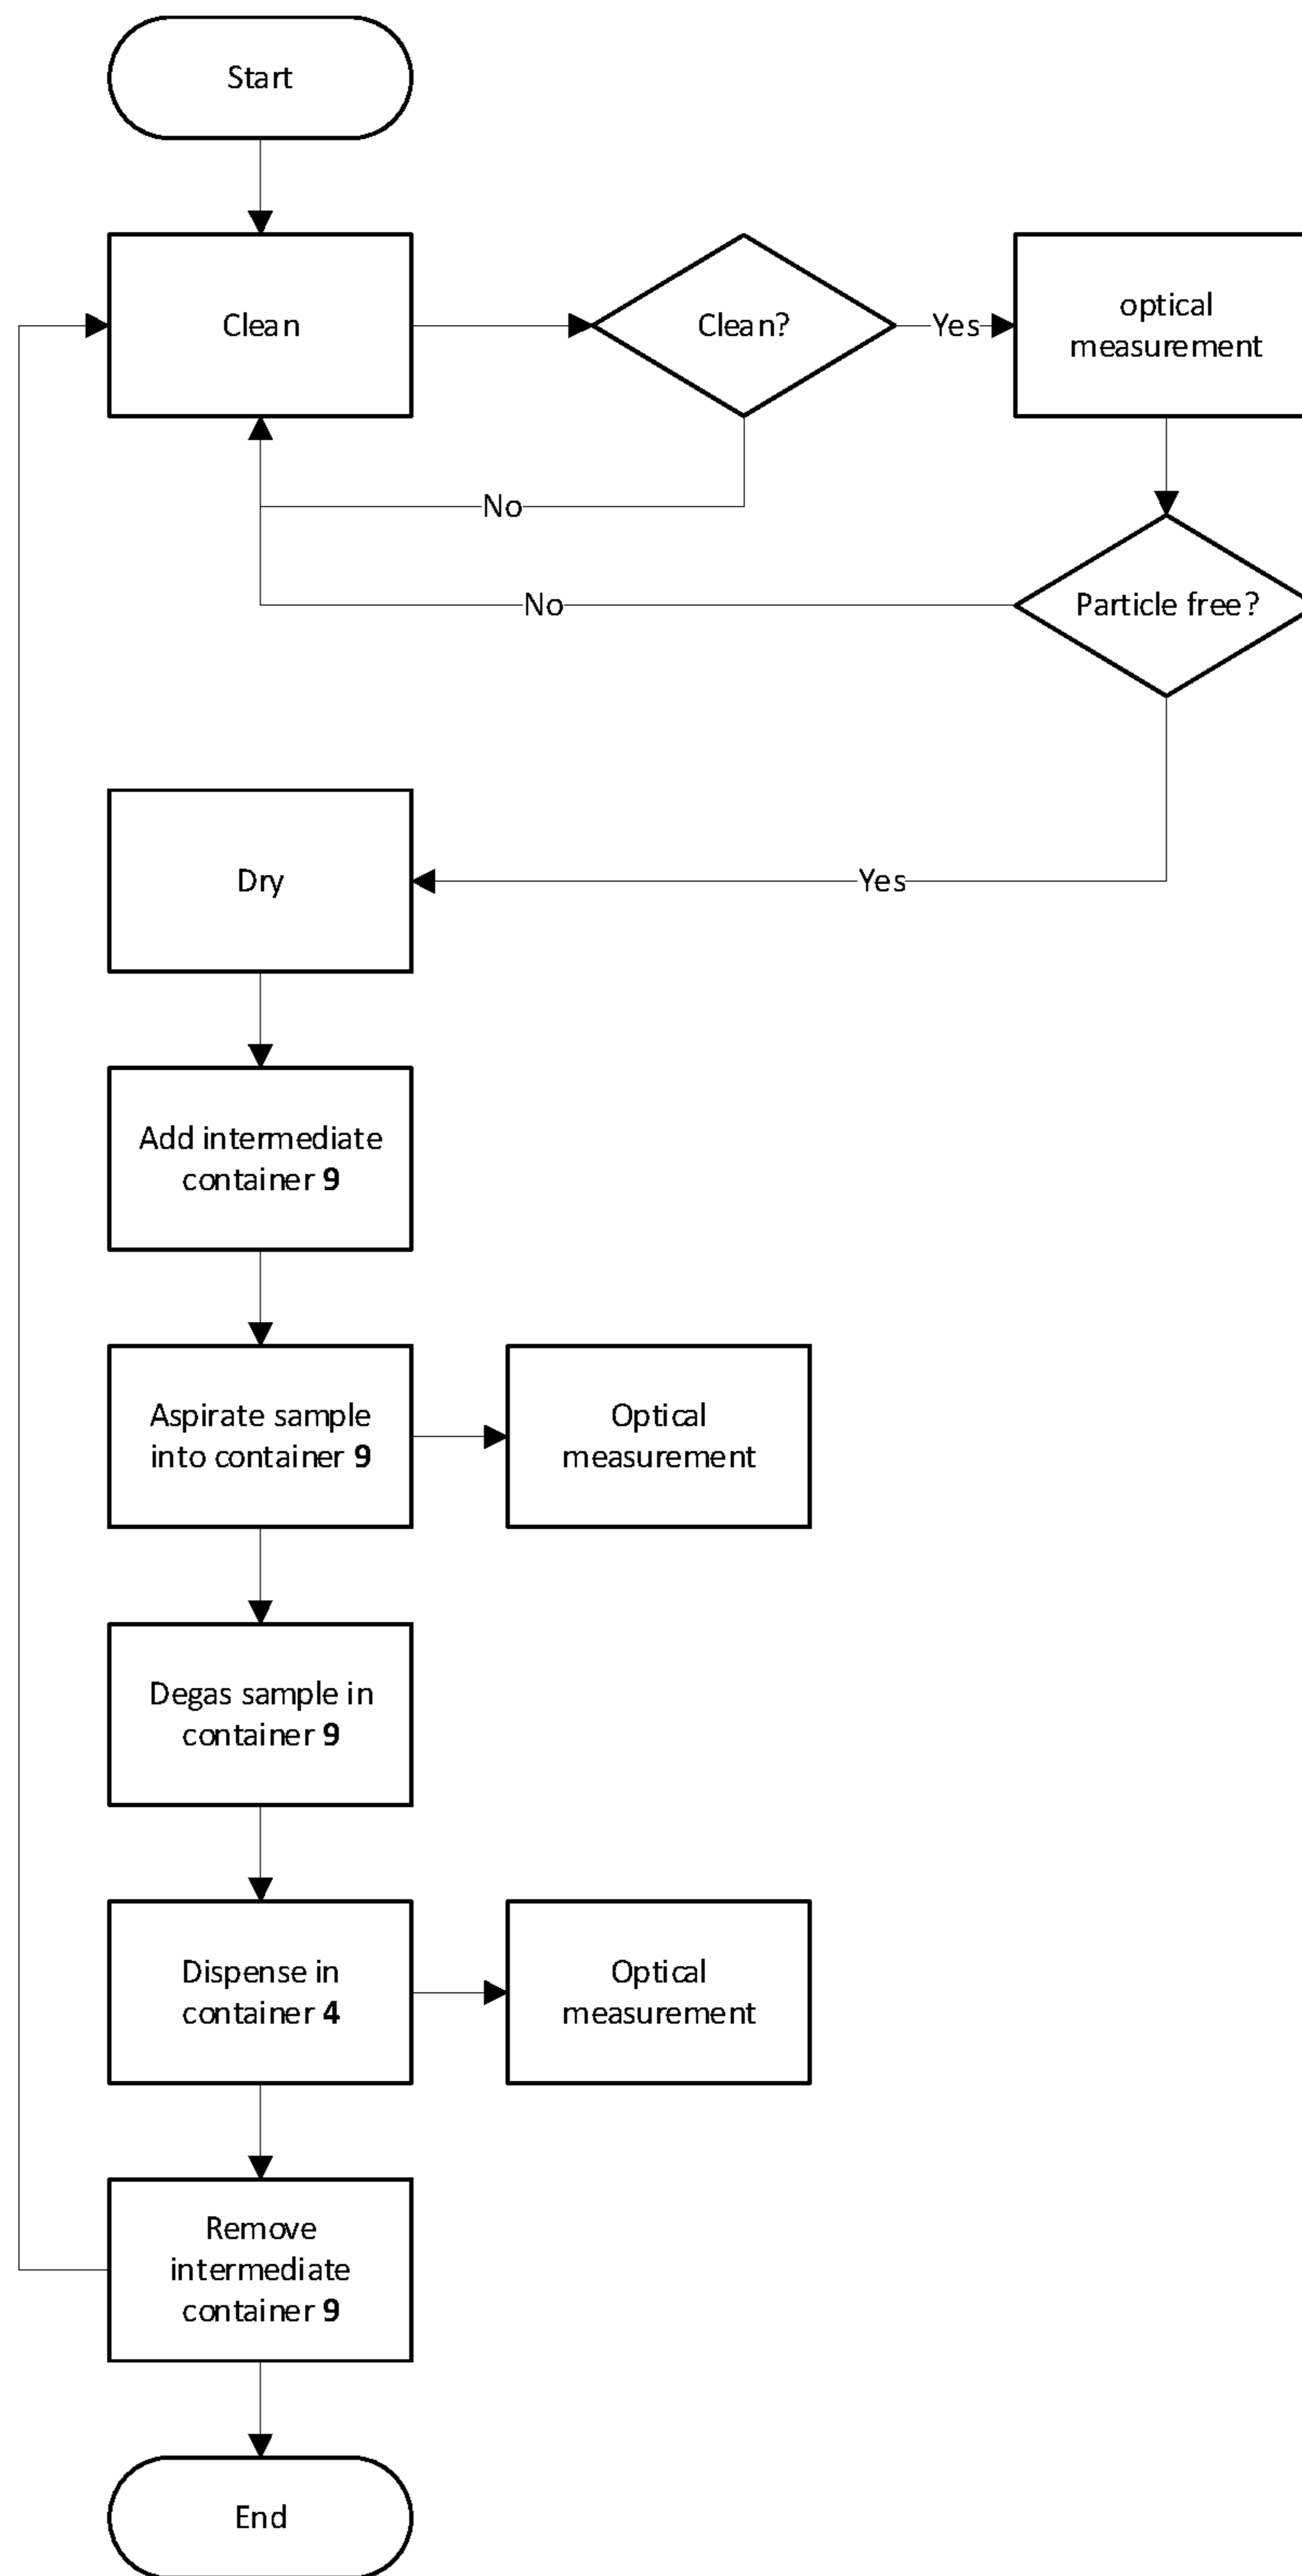 Start
Clean
Clean?
Yes
optical
measurement
No
No
Particle free?
Dry
Yes
Add intermediate
container 9
Aspirate sample
into container 9
Optical
measurement
Degas sample in
container 9
Dispense in
container 4
Optical
measurement
Remove
intermediate
container 9
End